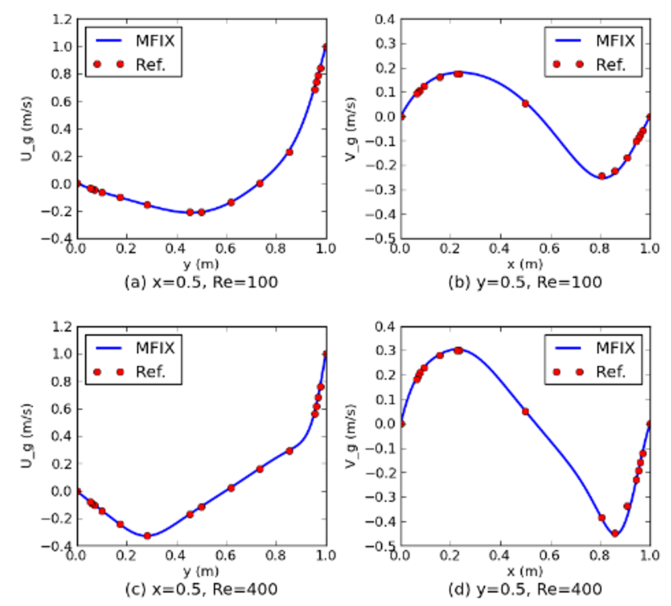 1.2
1.0
0.8
0.6
0.4
0.2
0.0
−0.2
−0.4
U_g (m/s)
MFIX
Ref.
0.0 0.2 0.4 0.6 0.8 1.0
y (m)
(a) x=0.5, Re=100
0.4
0.3
0.2
0.1
0.0
−0.1
−0.2
−0.3
−0.4
−0.5
V_g (m/s)
MFIX
Ref.
0.0 0.2 0.4 0.6 0.8 1.0
x (m)
(b) y=0.5, Re=100
1.2
1.0
0.8
0.6
0.4
0.2
0.0
−0.2
−0.4
U_g (m/s)
MFIX
Ref.
0.0 0.2 0.4 0.6 0.8 1.0
y (m)
(c) x=0.5, Re=400
0.4
0.3
0.2
0.1
0.0
−0.1
−0.2
−0.3
−0.4
−0.5
V_g (m/s)
MFIX
Ref.
0.0 0.2 0.4 0.6 0.8 1.0
x (m)
(d) y=0.5, Re=400